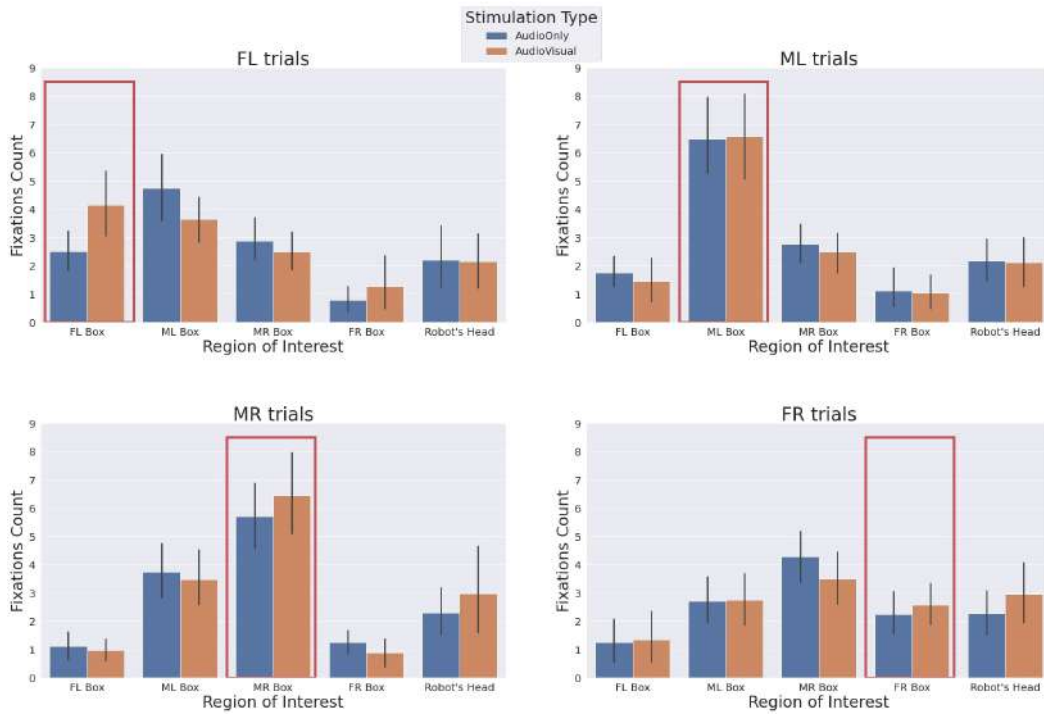 Stimulation Type
AudioOnly
AudioVisual
FL trials
9
8
7
6
5
4
3
2
1
0
Fixations Count
FL Box ML Box MR Box FR Box Robot's Head
Region of Interest
ML trials
9
8
7
6
5
4
3
2
1
0
Fixations Count
FL Box ML Box MR Box FR Box Robot's Head
Region of Interest
MR trials
9
8
7
6
5
4
3
2
1
0
Fixations Count
FL Box ML Box MR Box FR Box Robot's Head
Region of Interest
FR trials
9
8
7
6
5
4
3
2
1
0
Fixations Count
FL Box ML Box MR Box FR Box Robot's Head
Region of Interest